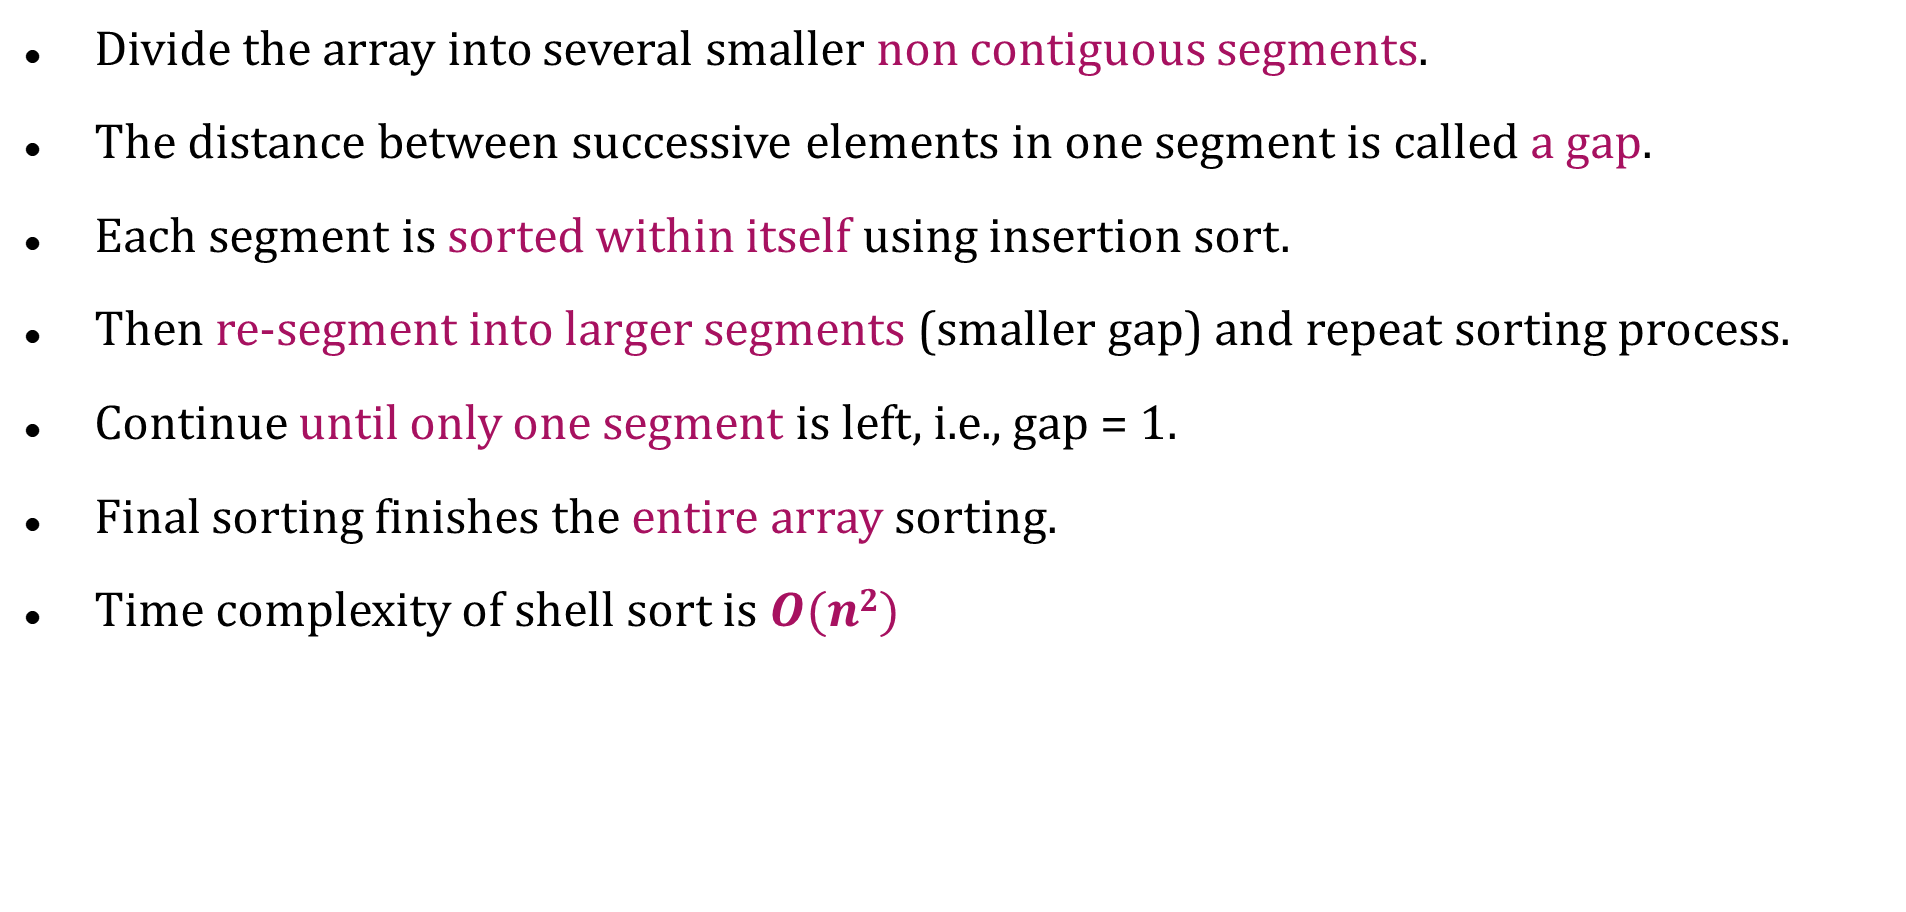 • Divide the array into several smaller non contiguous segments.
• The distance between successive elements in one segment is called a gap.
• Each segment is sorted within itself using insertion sort.
• Then re-segment into larger segments (smaller gap) and repeat sorting process.
• Continue until only one segment is left, i.e., gap = 1.
• Final sorting finishes the entire array sorting.
• Time complexity of shell sort is O(n²)